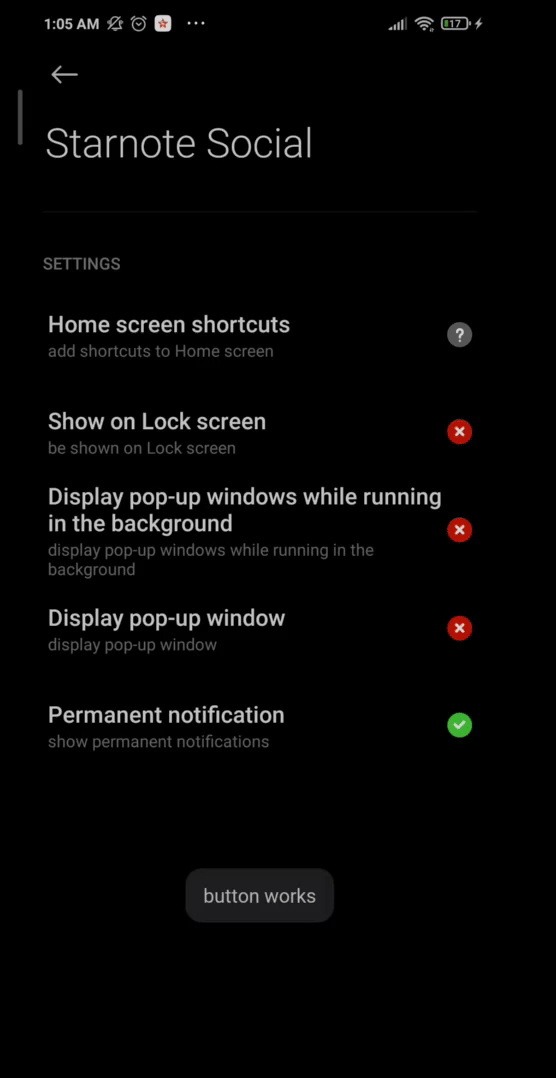 1:05 AM
17
Starnote Social
SETTINGS
Home screen shortcuts
add shortcuts to Home screen
?
Show on Lock screen
be shown on Lock screen
Display pop-up windows while running
in the background
display pop-up windows while running in the
background
Display pop-up window
display pop-up window
Permanent notification
show permanent notifications
button works